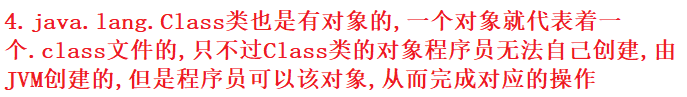 4.java.lang.Class类也是有对象的,一个对象就代表着一
个.class文件的,只不过Class类的对象程序员无法自己创建,由
JVM创建的,但是程序员可以该对象,从而完成对应的操作